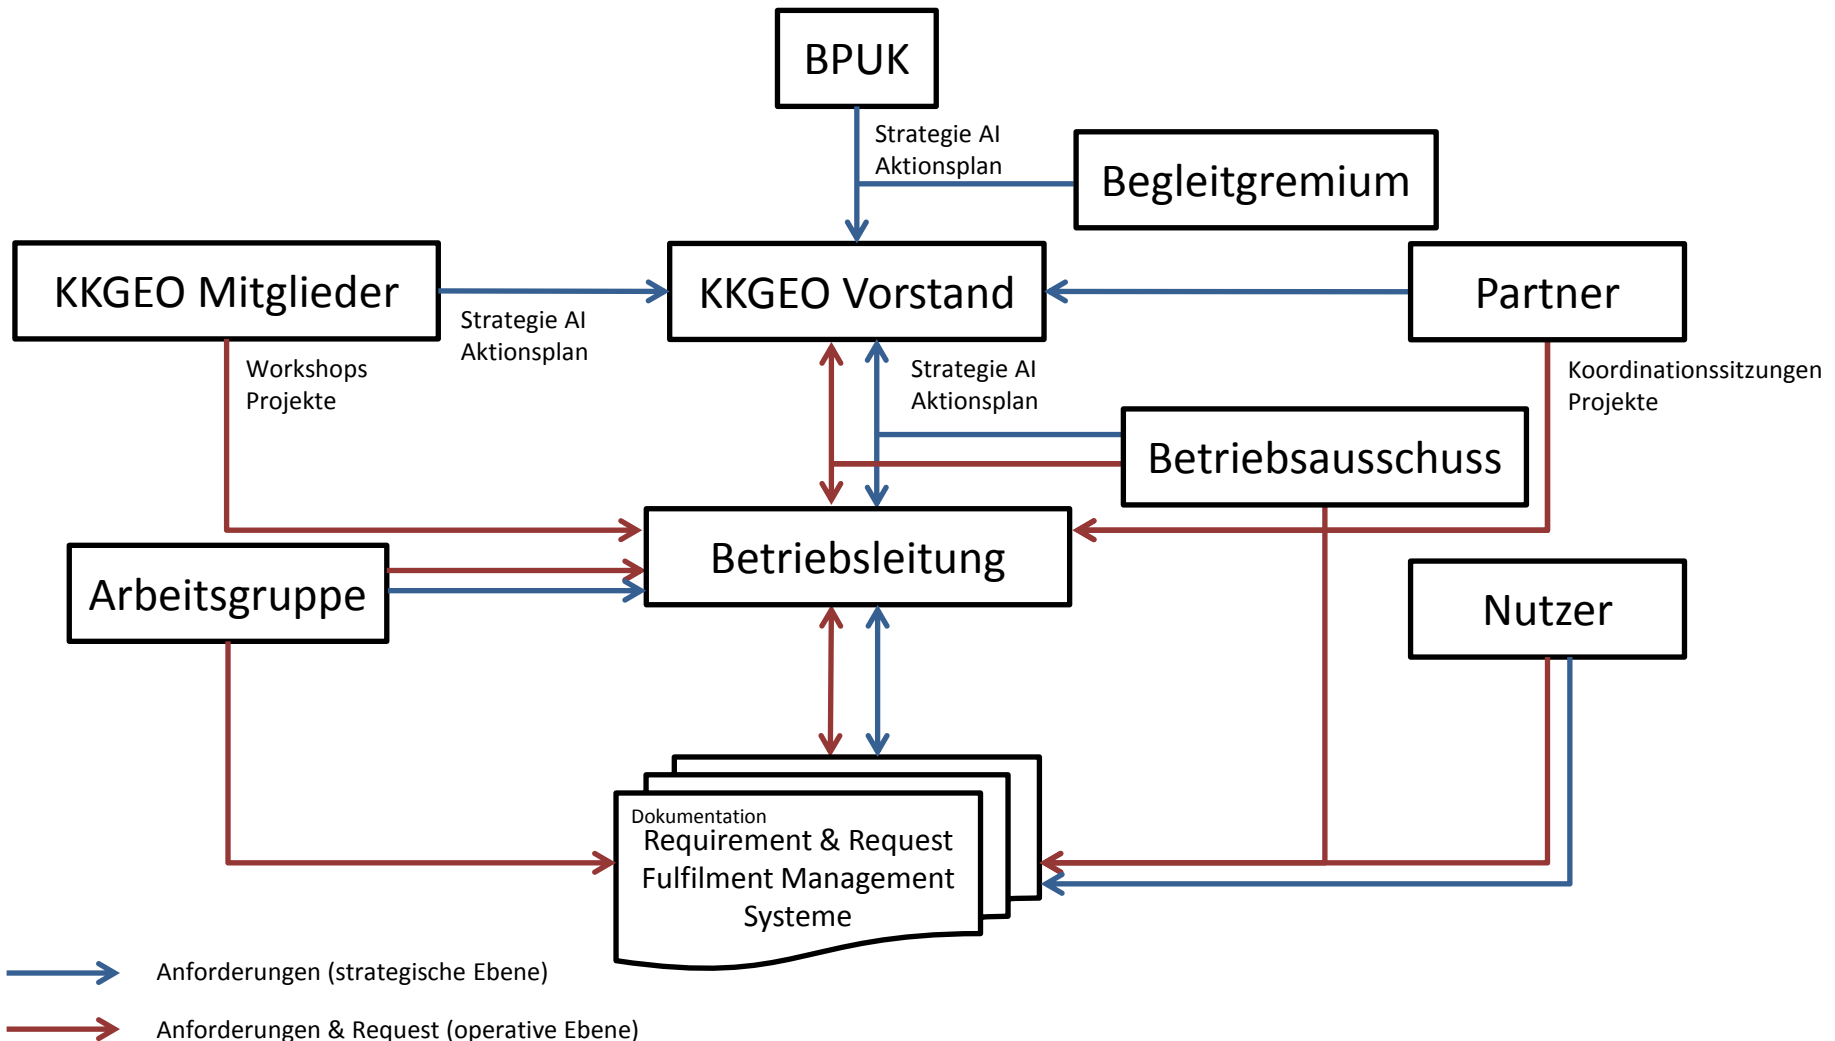 BPUK
Strategie AI
Aktionsplan
Begleitgremium
KKGEO Mitglieder
KKGEO Vorstand
Partner
Strategie AI
Aktionsplan
Workshops
Projekte
Strategie AI
Aktionsplan
Koordinationssitzungen
Projekte
Betriebsausschuss
Betriebsleitung
Arbeitsgruppe
Nutzer
Dokumentation
Requirement & Request
Fulfilment Management
Systeme
Anforderungen (strategische Ebene)
Anforderungen & Request (operative Ebene)